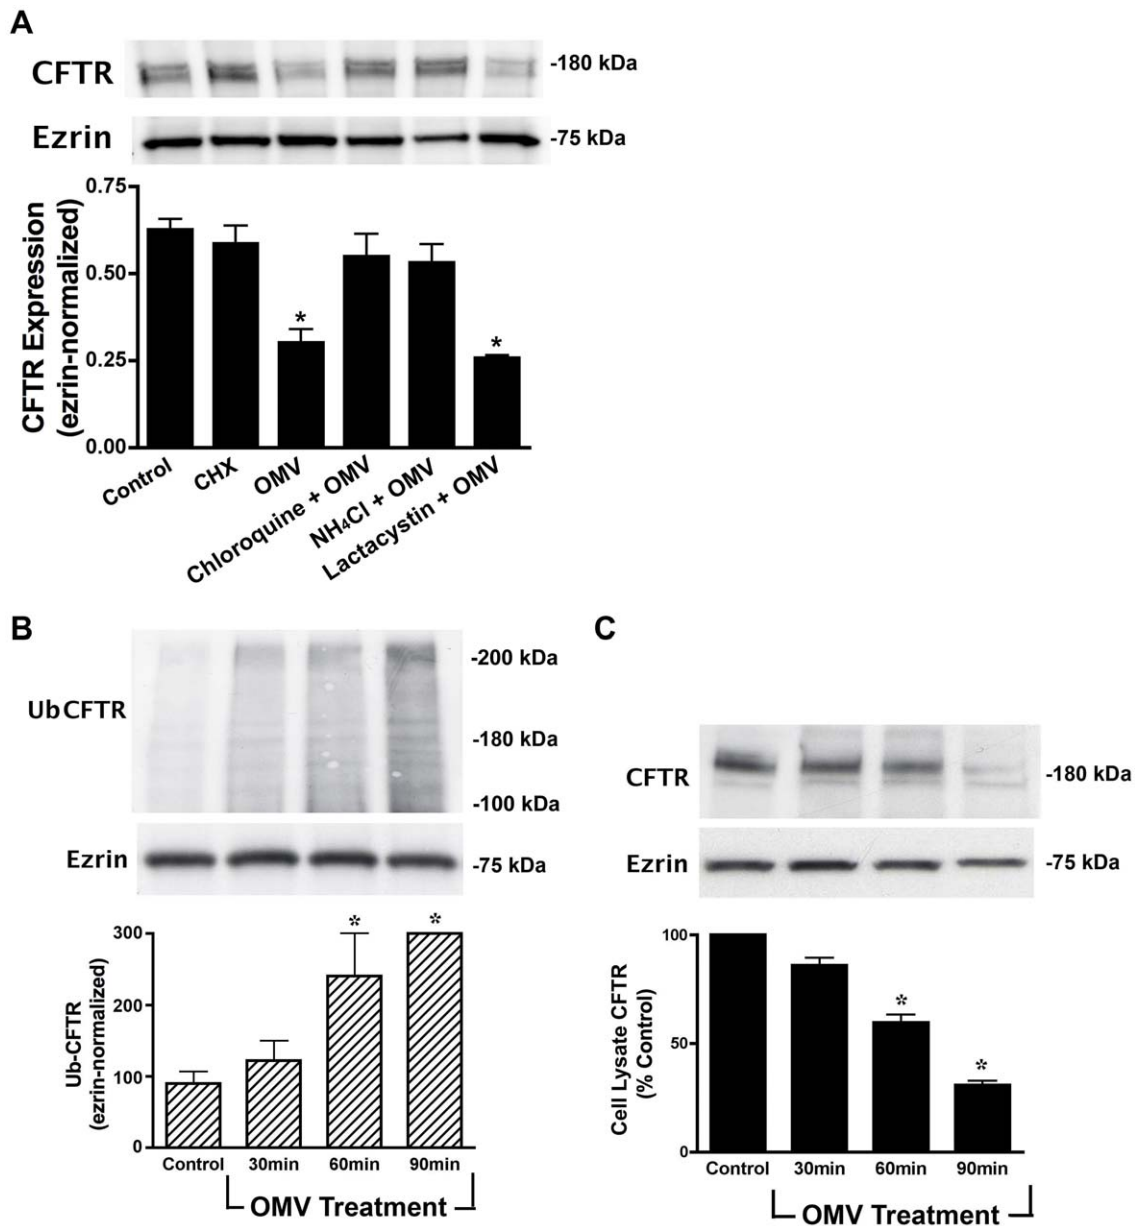 A
CFTR
-180 kDa
Ezrin
-75 kDa
CFTR Expression
(ezrin-normalized)
0.75
0.50
0.25
0.00
*
*
Control
CHX
OMV
Chloroquine + OMV
NH₄Cl + OMV
Lactacystin + OMV
B
Ub CFTR
-200 kDa
-180 kDa
-100 kDa
Ezrin
-75 kDa
Ub-CFTR
(ezrin-normalized)
300
200
100
0
*
*
Control 30min 60min 90min
OMV Treatment
C
CFTR
-180 kDa
Ezrin
-75 kDa
Cell Lysate CFTR
(% Control)
100
50
0
*
*
Control 30min 60min 90min
OMV Treatment